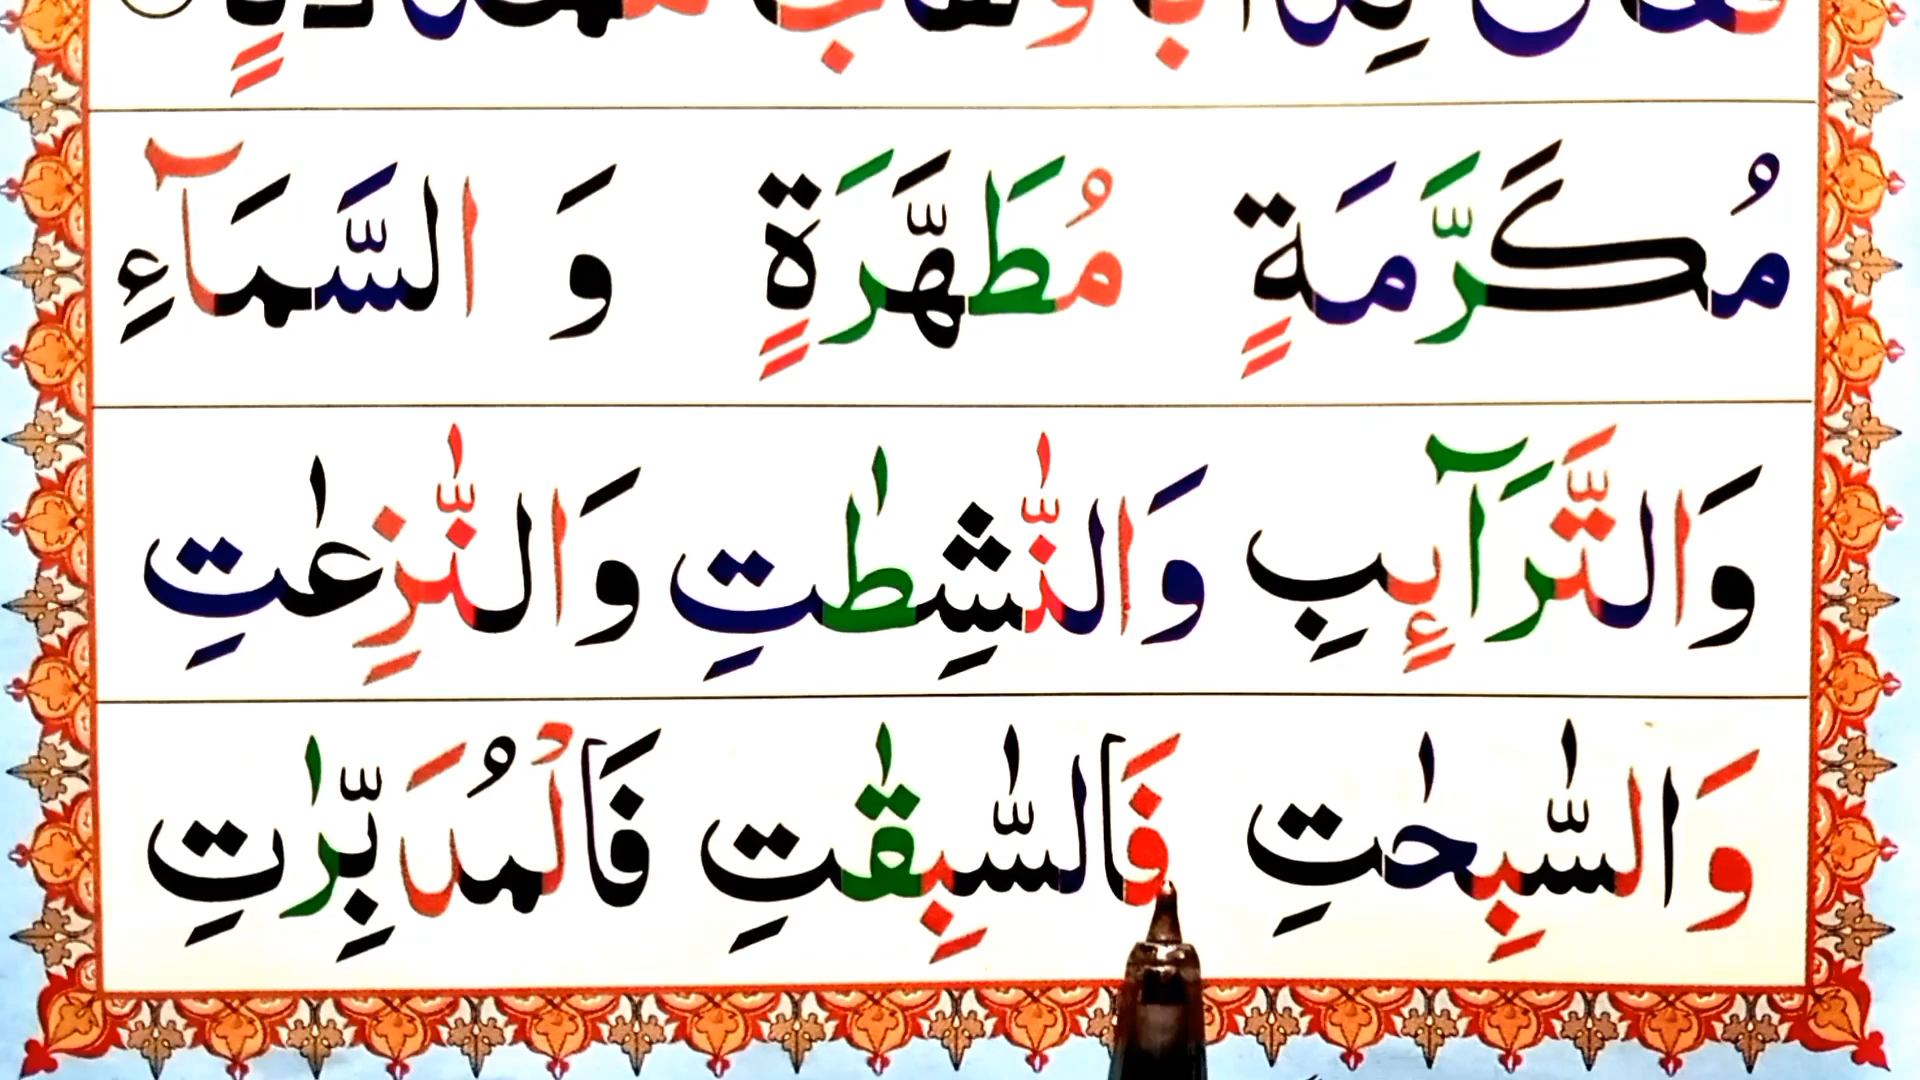 مُكَرَّمَةٍ مُطَهَّرَةٍ وَ السَّمَآءِ
وَالتَّرَآئِبِ وَالنّٰشِطٰتِ وَالنّٰزِعٰتِ
وَالسّٰبِحٰتِ فَالسّٰبِقٰتِ فَالْمُدَبِّرٰتِ